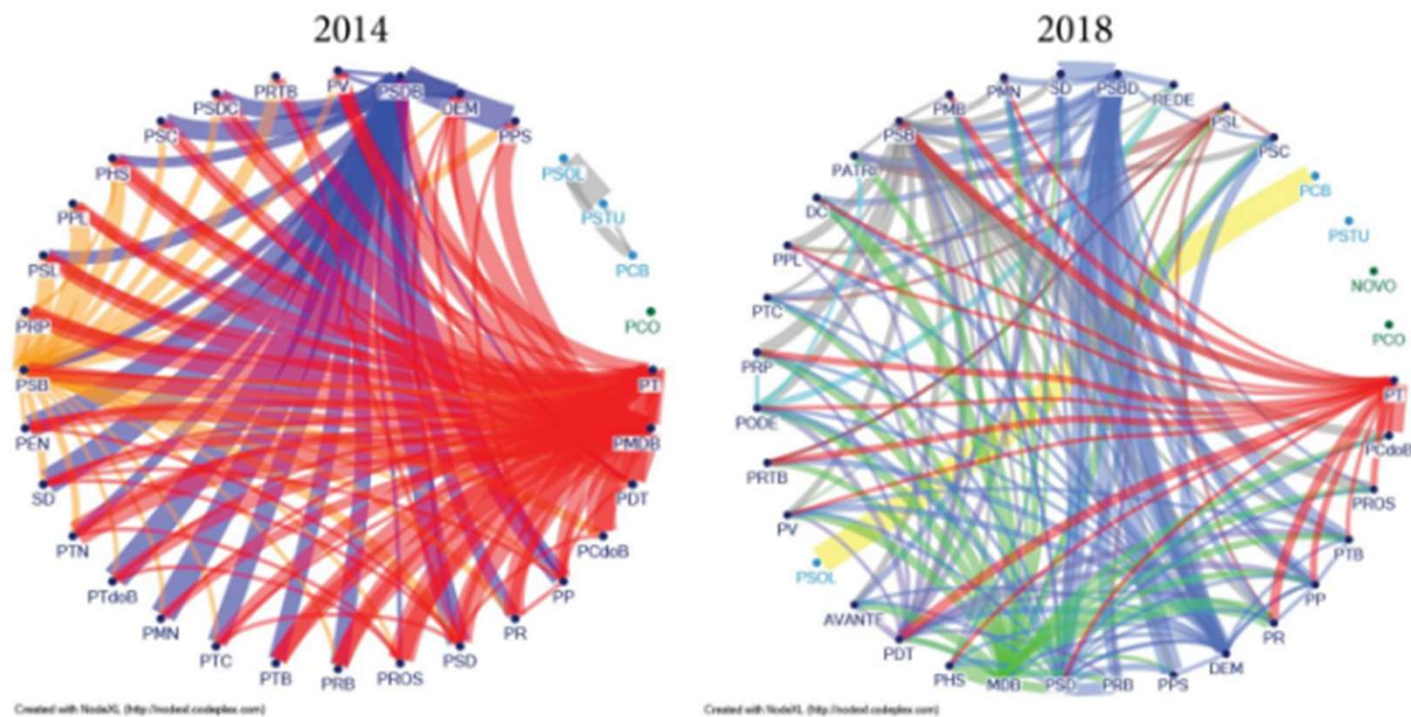 2014
PSDC
PRTB
PV
PSDB
DEM
PPS
PSC
PHS
PPL
PSL
PRP
PSB
PEN
SD
PTN
PTdoB
PMN
PTC
PTB
PRB
PROS
PSD
PR
PP
PCdoB
PDT
PMDB
PT
PCO
PCB
PSTU
PSOL
Created with NodeXL (http://nodexl.codeplex.com)
2018
PMB
PMN
SD
PSBD
REDE
PSL
PSC
PCB
PSTU
NOVO
PCO
PT
PCdoB
PROS
PTB
PP
PR
DEM
PPS
PRB
PSD
MDB
PHS
PDT
AVANTE
PSOL
PV
PRTB
PODE
PRP
PTC
PPL
DC
PATRI
PSB
Created with NodeXL (http://nodexl.codeplex.com)